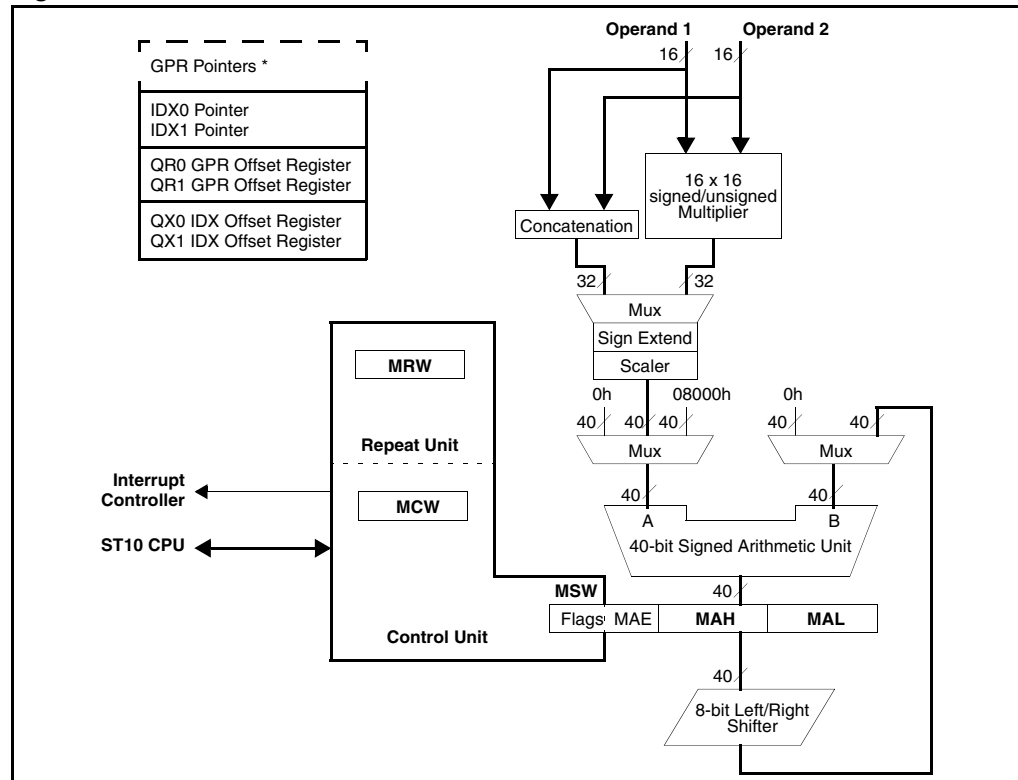 Operand 1 Operand 2
16 16
GPR Pointers *
IDX0 Pointer
IDX1 Pointer
QR0 GPR Offset Register
QR1 GPR Offset Register
QX0 IDX Offset Register
QX1 IDX Offset Register
16 x 16
signed/unsigned
Multiplier
Concatenation
32 32
Mux
Sign Extend
Scaler
MRW
0h 08000h 0h
40 40 40 40 40
Repeat Unit
Mux Mux
Interrupt
Controller
MCW
40 40
A B
ST10 CPU
40-bit Signed Arithmetic Unit
MSW
40
Flags MAE MAH MAL
Control Unit
40
8-bit Left/Right
Shifter